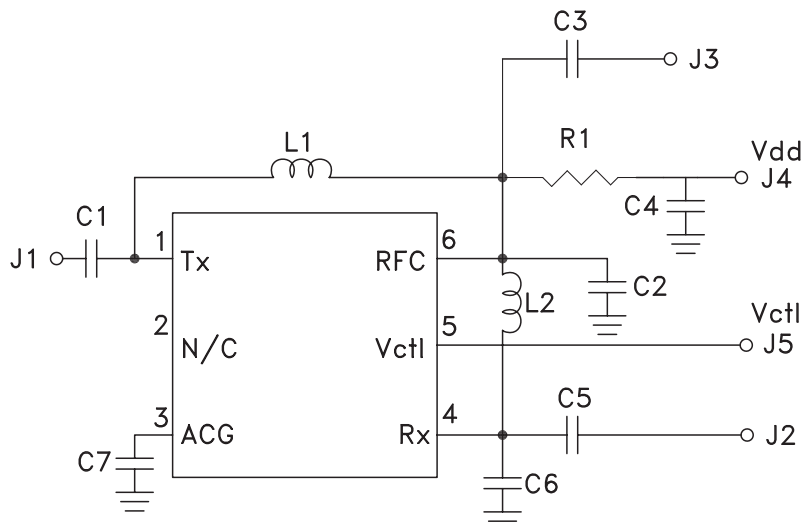 C3
J3
R1
Vdd
J4
L1
C4
C1
J1
1
Tx
6
RFC
L2
C2
2
N/C
5
Vctl
Vctl
J5
3
ACG
4
Rx
C5
J2
C7
C6